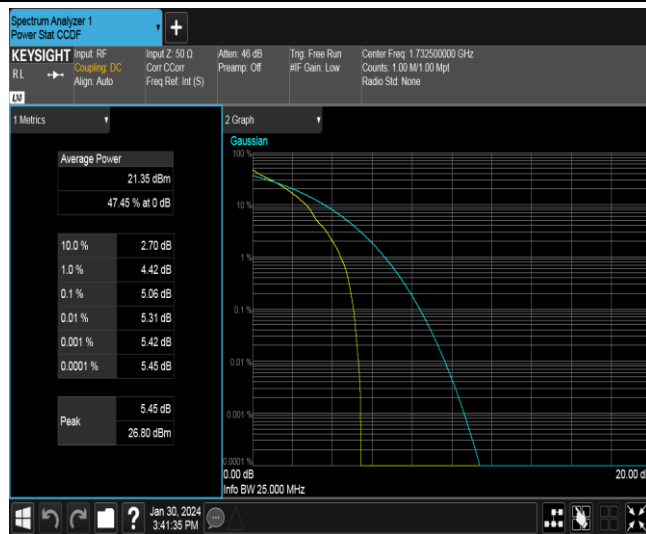 Spectrum Analyzer 1
Power Stat CCDF
KEYSIGHT
RL
LXI
Input: RF
Coupling: DC
Align: Auto
Input Z: 50 Ω
Corr CCorr
Freq Ref: Int (S)
Atten: 46 dB
Preamp: Off
Trig: Free Run
#IF Gain: Low
Center Freq: 1.732500000 GHz
Counts: 1.00 M/1.00 Mpt
Radio Std: None
1 Metrics
Average Power
21.35 dBm
47.45 % at 0 dB
10.0 % 2.70 dB
1.0 % 4.42 dB
0.1 % 5.06 dB
0.01 % 5.31 dB
0.001 % 5.42 dB
0.0001 % 5.45 dB
Peak
5.45 dB
26.80 dBm
2 Graph
Gaussian
100 %
10 %
1 %
0.1 %
0.01 %
0.001 %
0.0001 %
0.00 dB 20.00 d
Info BW 25.000 MHz
?
Jan 30, 2024
3:41:35 PM